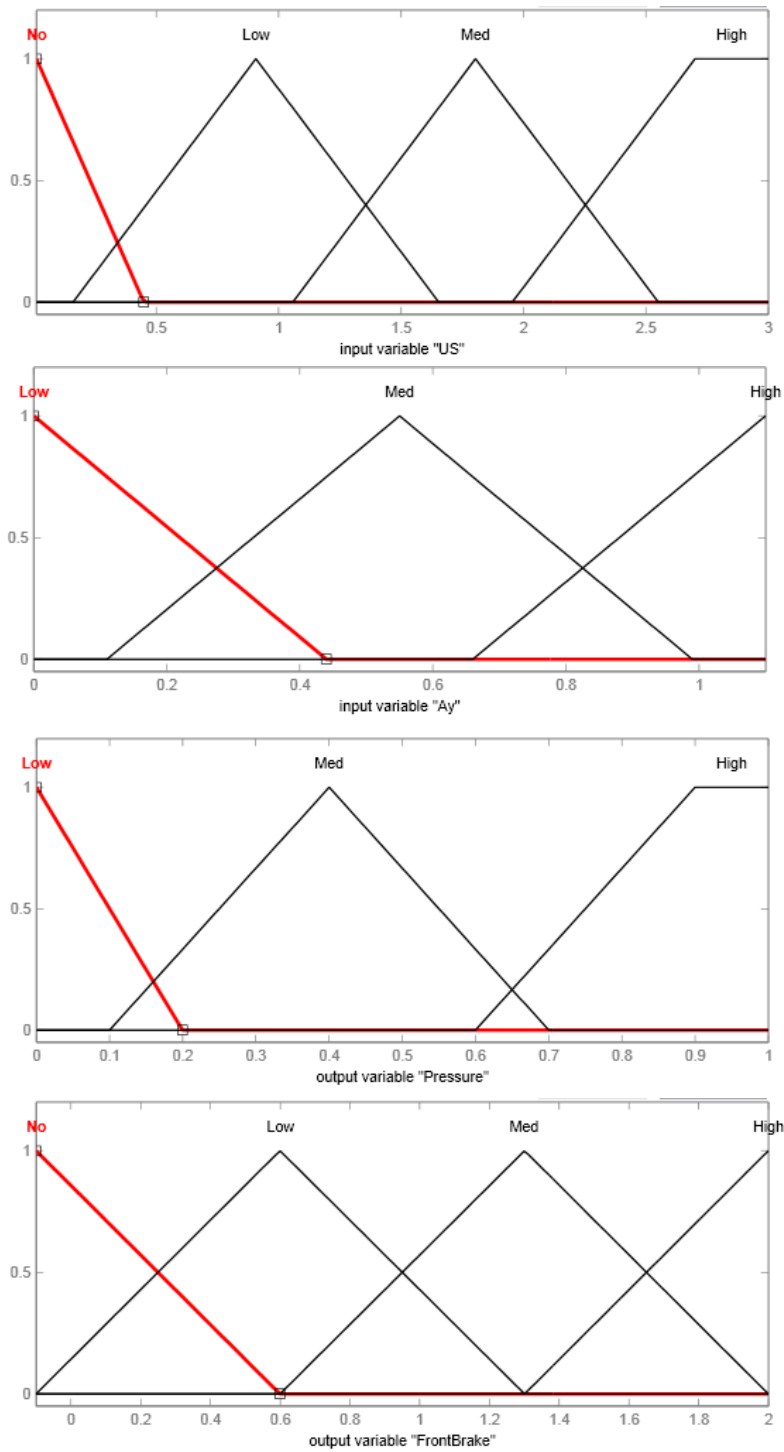 No Low Med High
1
0.5
0
0.5 1 1.5 2 2.5 3
input variable "US"
Low Med High
1
0.5
0
0 0.2 0.4 0.6 0.8 1
input variable "Ay"
Low Med High
1
0.5
0
0 0.1 0.2 0.3 0.4 0.5 0.6 0.7 0.8 0.9 1
output variable "Pressure"
No Low Med High
1
0.5
0
0 0.2 0.4 0.6 0.8 1 1.2 1.4 1.6 1.8 2
output variable "FrontBrake"